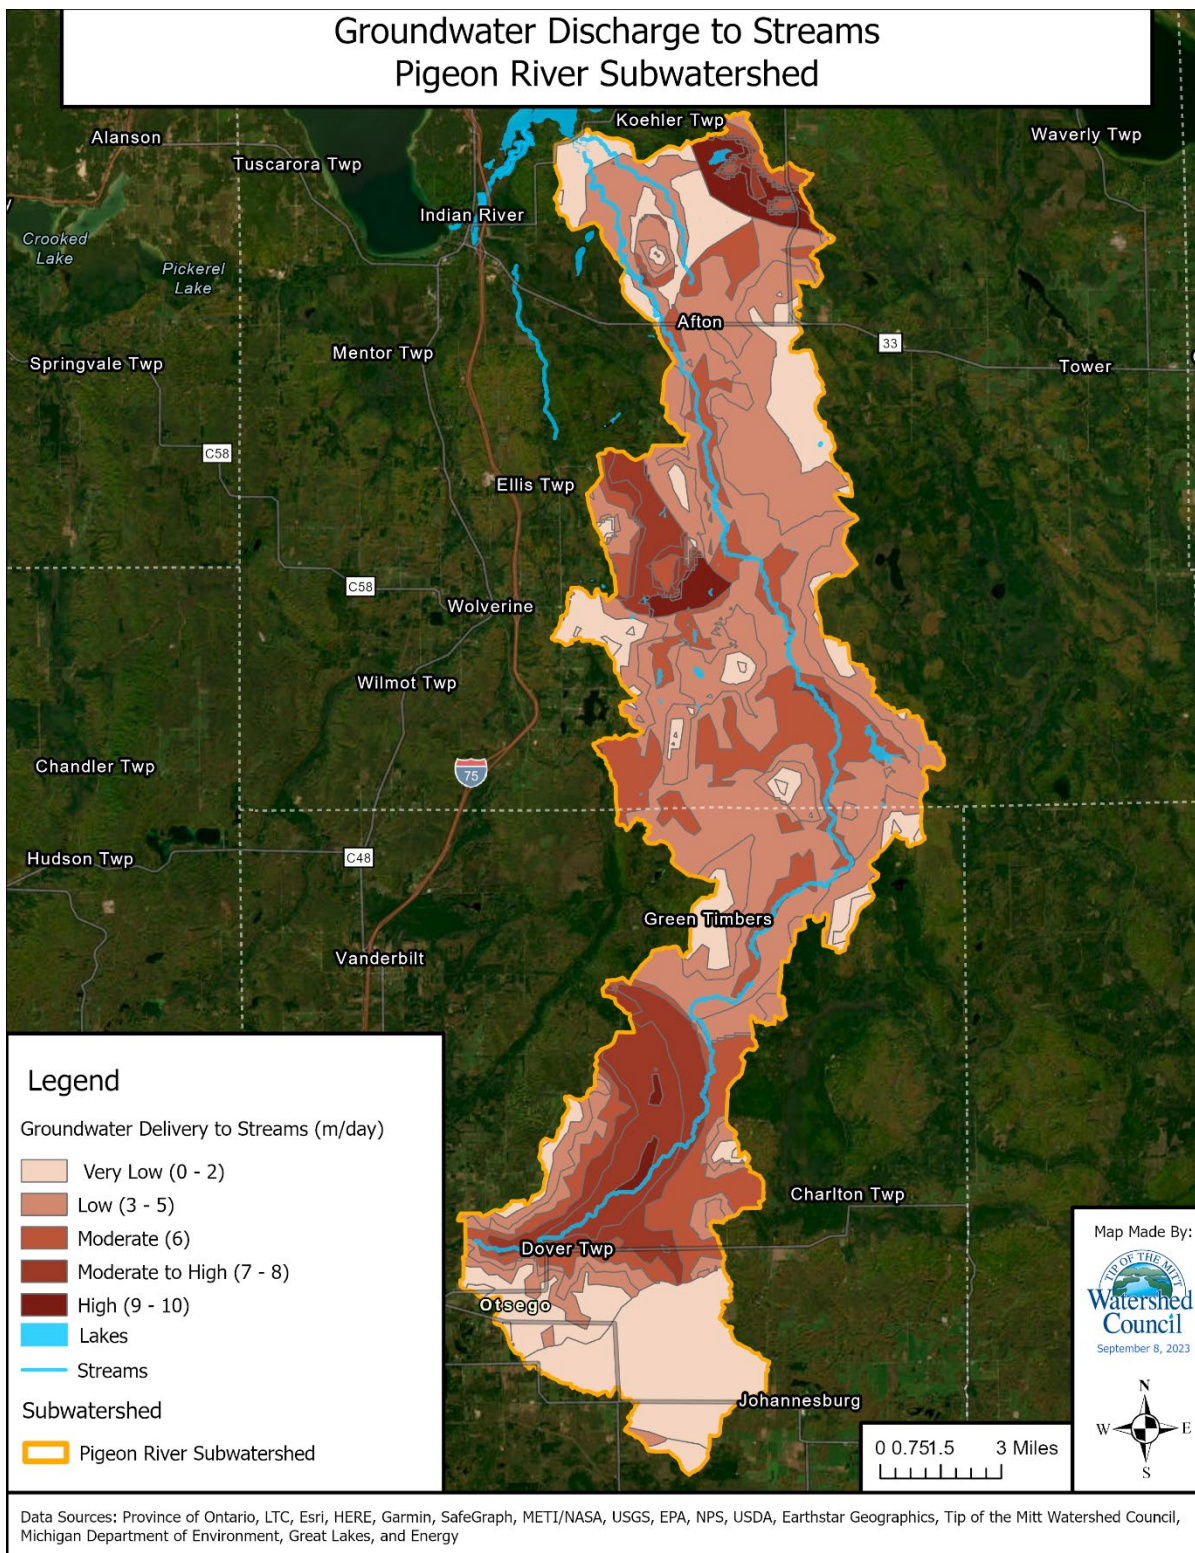 Groundwater Discharge to Streams
Pigeon River Subwatershed
Koehler Twp
Alanson
Waverly Twp
Tuscarora Twp
Indian River
Crooked
Lake
Pickerel
Lake
Afton
33
Mentor Twp
Springvale Twp
Tower
C58
Ellis Twp
C58
Wolverine
Wilmot Twp
Chandler Twp
75
Hudson Twp
C48
Green Timbers
Vanderbilt
Charlton Twp
Dover Twp
Otsego
Johannesburg
Legend
Groundwater Delivery to Streams (m/day)
Very Low (0 - 2)
Low (3 - 5)
Moderate (6)
Moderate to High (7 - 8)
High (9 - 10)
Lakes
Streams
Subwatershed
Pigeon River Subwatershed
0 0.751.5 3 Miles
Map Made By:
TIP OF THE MITT
Watershed
Council
September 8, 2023
N
W E
S
Data Sources: Province of Ontario, LTC, Esri, HERE, Garmin, SafeGraph, METI/NASA, USGS, EPA, NPS, USDA, Earthstar Geographics, Tip of the Mitt Watershed Council,
Michigan Department of Environment, Great Lakes, and Energy